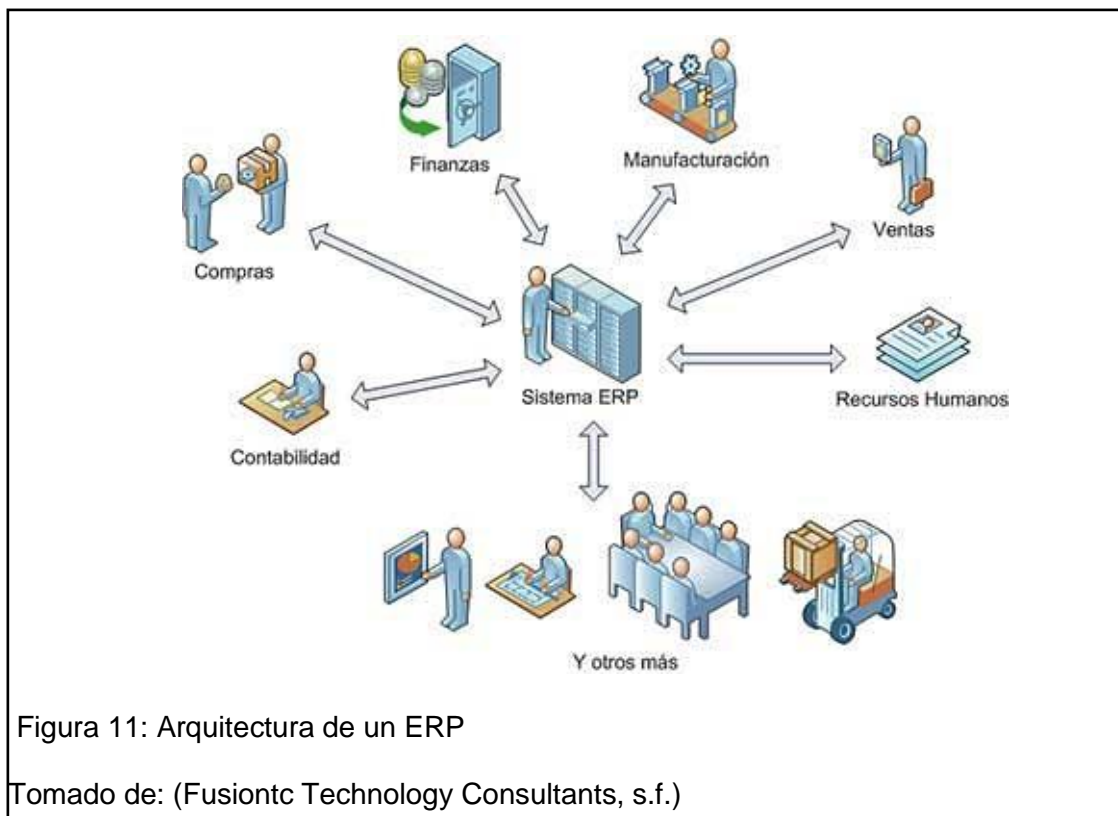 Finanzas
Manufacturación
Ventas
Compras
Sistema ERP
Recursos Humanos
Contabilidad
Y otros más
Figura 11: Arquitectura de un ERP
Tomado de: (Fusiontc Technology Consultants, s.f.)